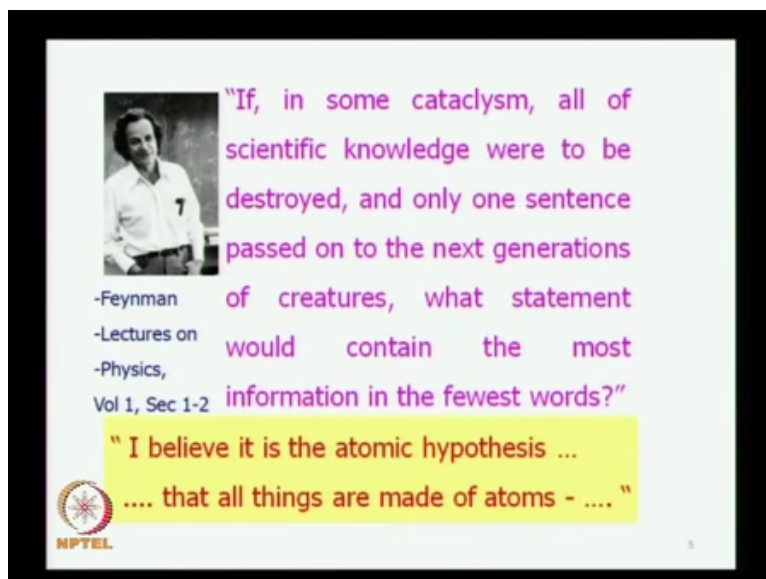 “If, in some cataclysm, all of
scientific knowledge were to be
destroyed, and only one sentence
passed on to the next generations
of creatures, what statement
would contain the most
information in the fewest words?”
-Feynman
-Lectures on
-Physics,
Vol 1, Sec 1-2
“ I believe it is the atomic hypothesis ...
.... that all things are made of atoms - .... “
NPTEL
5